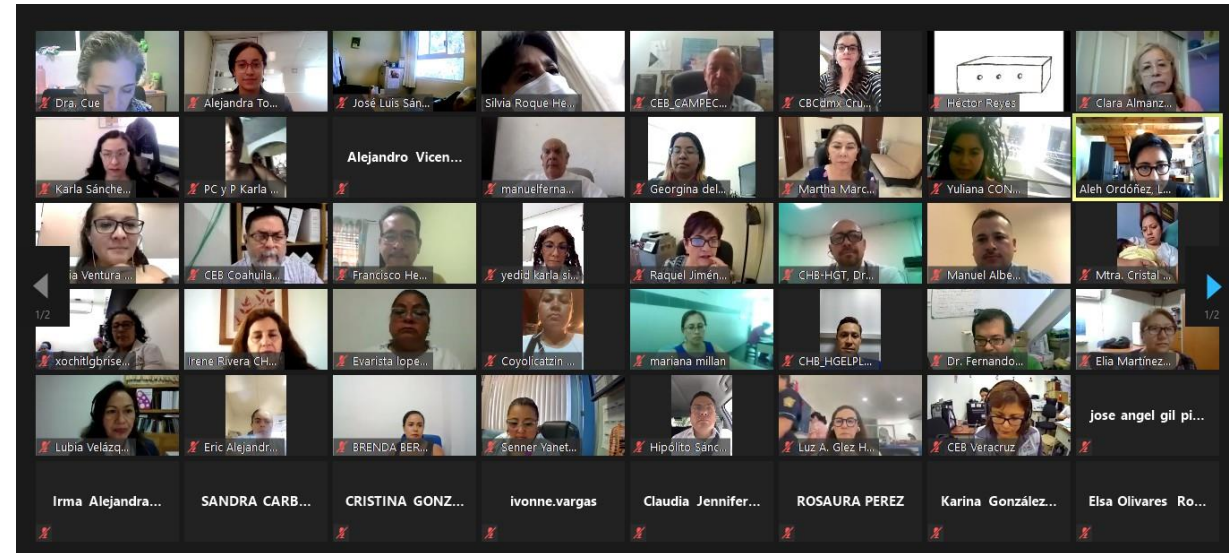 Dra. Cue
Alejandra To...
José Luis Sán...
Silvia Roque He...
CEB_CAMPEC...
CBCdmx Cru...
Héctor Reyes
Clara Almanz...
Karla Sánche...
PC y P Karla ...
Alejandro Vicen...
manuelferna...
Georgina del...
Martha Marc...
Yuliana CON...
Aleh Ordóñez, L...
ia Ventura ...
CEB Coahuila...
Francisco He...
yedid karla si...
Raquel Jimén...
CHB-HGT, Dr...
Manuel Albe...
Mtra. Cristal ...
1/2
1/2
xochitlgbrise...
Irene Rivera CH...
Evarista lope...
Coyolicatzin ...
mariana millan
CHB_HGELPL...
Dr. Fernando...
Elia Martínez...
Lubia Velázq...
Eric Alejandr...
BRENDA BER...
Senner Yanet...
Hipólito Sánc...
Luz A. Glez H...
CEB Veracruz
jose angel gil pi...
Irma Alejandra...
SANDRA CARB...
CRISTINA GONZ...
ivonne.vargas
Claudia Jennifer...
ROSAURA PEREZ
Karina González...
Elsa Olivares Ro...